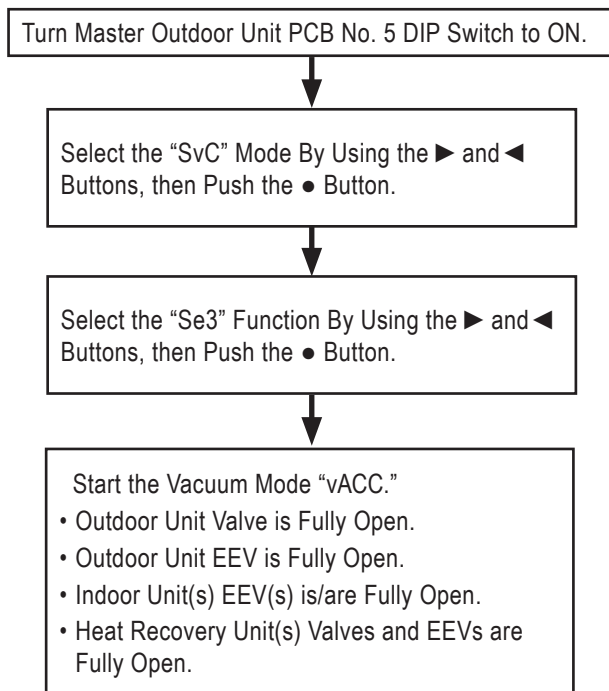 Turn Master Outdoor Unit PCB No. 5 DIP Switch to ON.
Select the “SvC” Mode By Using the ► and ◄
Buttons, then Push the ● Button.
Select the “Se3” Function By Using the ► and ◄
Buttons, then Push the ● Button.
Start the Vacuum Mode “vACC.”
• Outdoor Unit Valve is Fully Open.
• Outdoor Unit EEV is Fully Open.
• Indoor Unit(s) EEV(s) is/are Fully Open.
• Heat Recovery Unit(s) Valves and EEVs are
Fully Open.